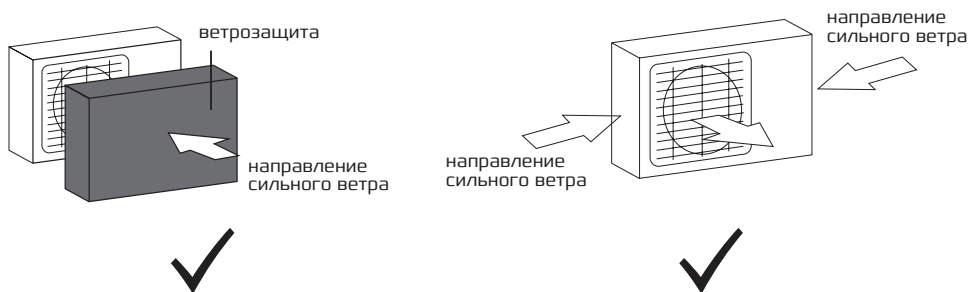 ветрозащита
направление
сильного ветра
направление
сильного ветра
направление
сильного ветра